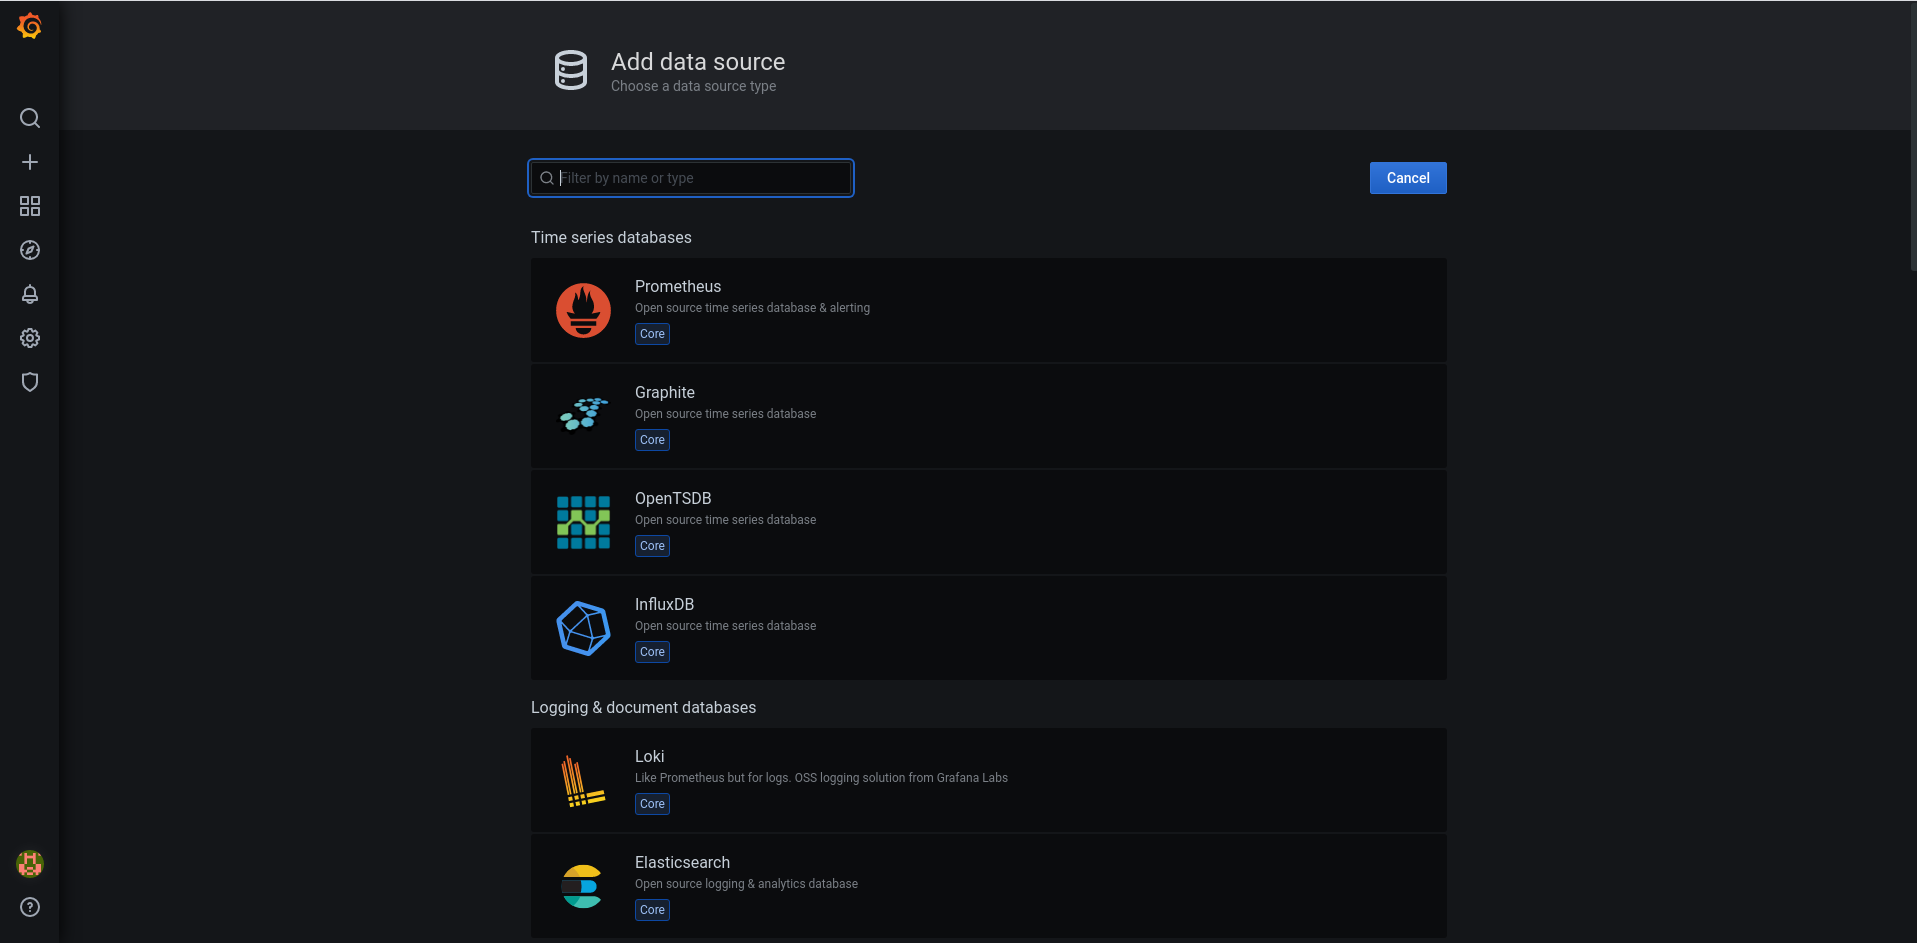 Add data source
Choose a data source type
Filter by name or type
Cancel
Time series databases
Prometheus
Open source time series database & alerting
Core
Graphite
Open source time series database
Core
OpenTSDB
Open source time series database
Core
InfluxDB
Open source time series database
Core
Logging & document databases
Loki
Like Prometheus but for logs. OSS logging solution from Grafana Labs
Core
Elasticsearch
Open source logging & analytics database
Core